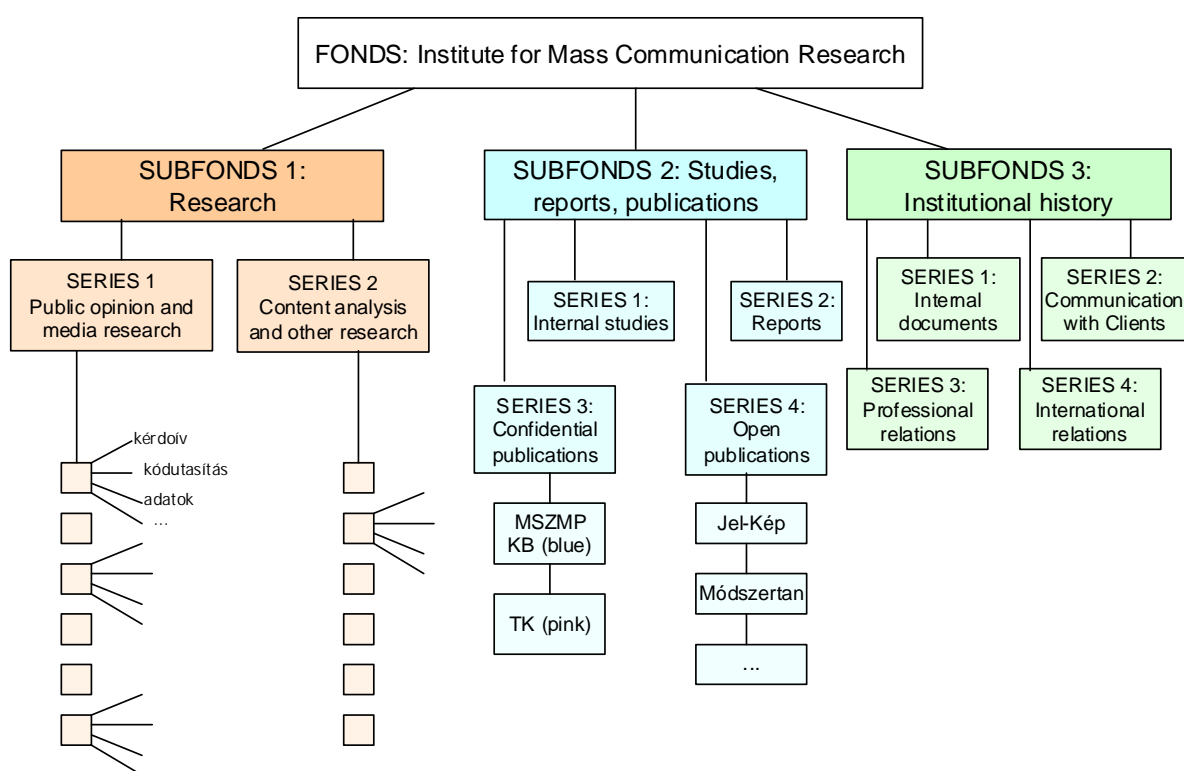 FONDS: Institute for Mass Communication Research
SUBFONDS 1:
Research
SUBFONDS 2: Studies,
reports, publications
SUBFONDS 3:
Institutional history
SERIES 1
Public opinion and
media research
SERIES 2
Content analysis
and other research
SERIES 1:
Internal studies
SERIES 2:
Reports
SERIES 1:
Internal
documents
SERIES 2:
Communication
with Clients
SERIES 3:
Confidential
publications
SERIES 4:
Open
publications
SERIES 3:
Professional
relations
SERIES 4:
International
relations
kérdoív
kódutasítás
adatok
...
MSZMP
KB (blue)
TK (pink)
Jel-Kép
Módszertan
...